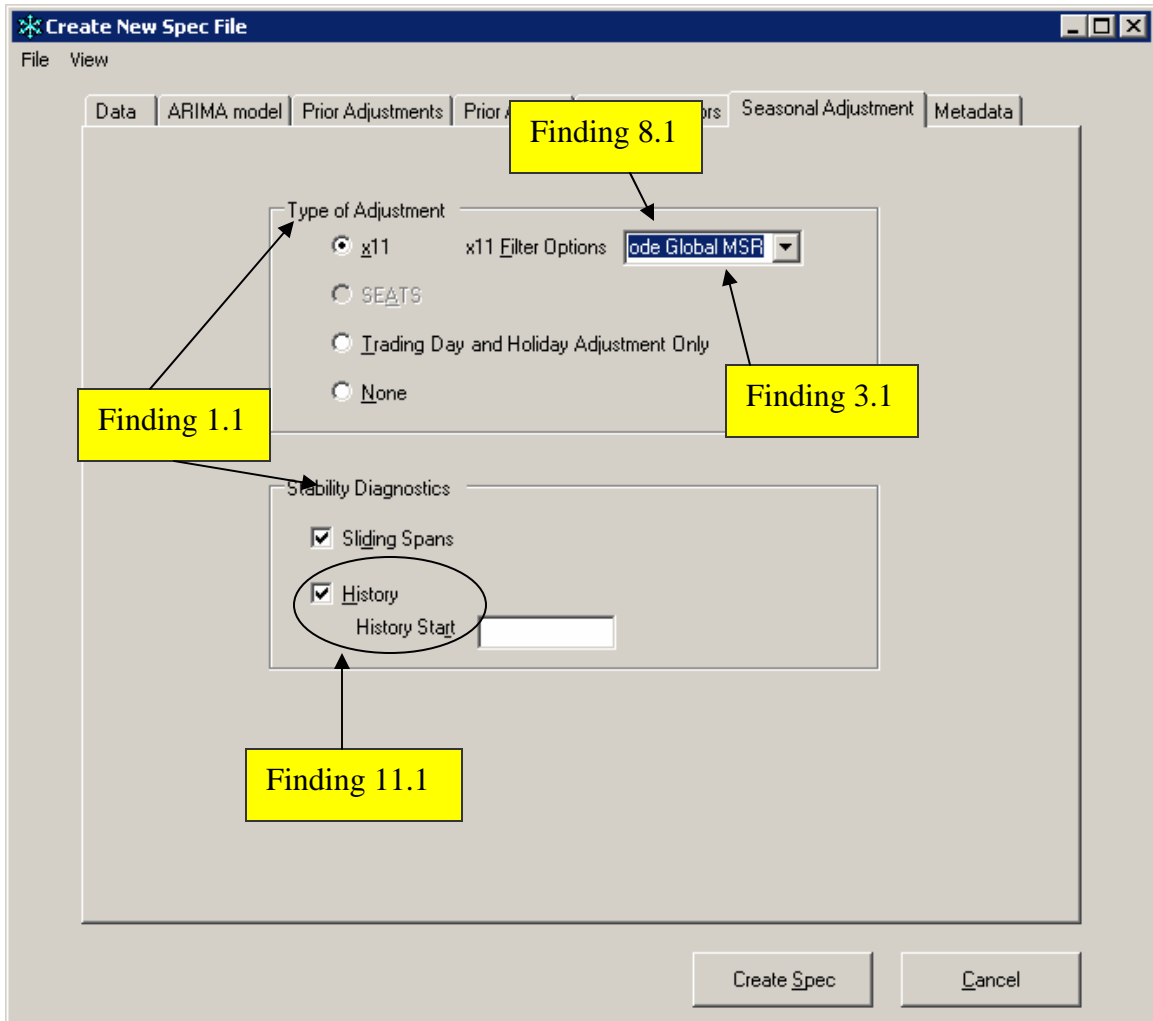 Create New Spec File
File View
Data ARIMA model Prior Adjustments Prior Seasonal Adjustment Metadata
Finding 8.1
Type of Adjustment
x11 x11 Filter Options ode Global MSR
SEATS
Trading Day and Holiday Adjustment Only
None
Finding 3.1
Finding 1.1
Stability Diagnostics
Sliding Spans
History
History Start
Finding 11.1
Create Spec Cancel